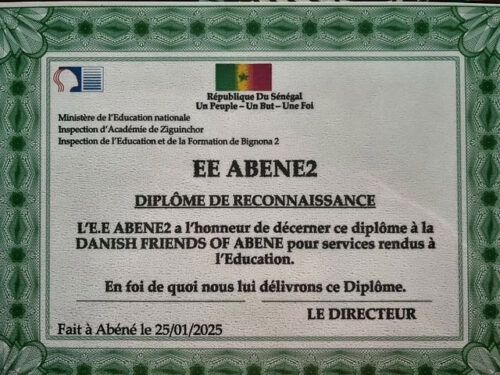 République Du Sénégal
Un Peuple – Un But – Une Foi
Ministère de l'Education nationale
Inspection d'Académie de Ziguinchor
Inspection de l'Education et de la Formation de Bignona 2
EE ABENE2
DIPLÔME DE RECONNAISSANCE
L'E.E ABENE2 a l'honneur de décerner ce diplôme à la
DANISH FRIENDS OF ABENE pour services rendus à
l'Education.
En foi de quoi nous lui délivrons ce Diplôme.
LE DIRECTEUR
Fait à Abéné le 25/01/2025